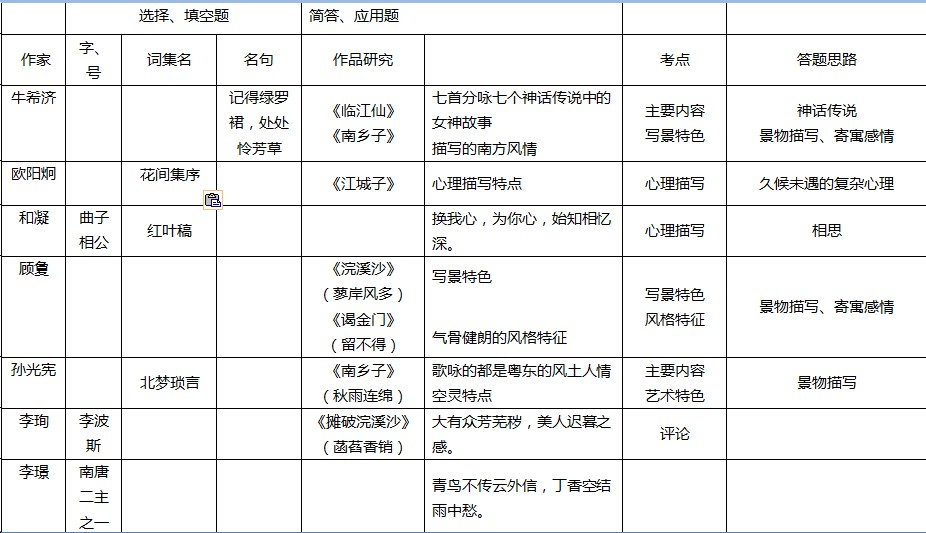 选择、填空题
简答、应用题
作家
字、
号
词集名
名句
作品研究
考点
答题思路
牛希济
记得绿罗
裙，处处
怜芳草
《临江仙》
《南乡子》
七首分咏七个神话传说中的
女神故事
描写的南方风情
主要内容
写景特色
神话传说
景物描写、寄寓感情
欧阳炯
花间集序
《江城子》
心理描写特点
心理描写
久候未遇的复杂心理
和凝
曲子
相公
红叶稿
换我心，为你心，始知相忆
深。
心理描写
相思
顾敻
《浣溪沙》
（蓼岸风多）
《谒金门》
（留不得）
写景特色
气骨健朗的风格特征
写景特色
风格特征
景物描写、寄寓感情
孙光宪
北梦琐言
《南乡子》
（秋雨连绵）
歌咏的都是粤东的风土人情
空灵特点
主要内容
艺术特色
景物描写
李珣
李波
斯
《摊破浣溪沙》
（菡萏香销）
大有众芳芜秽，美人迟暮之
感。
评论
李璟
南唐
二主
之一
青鸟不传云外信，丁香空结
雨中愁。